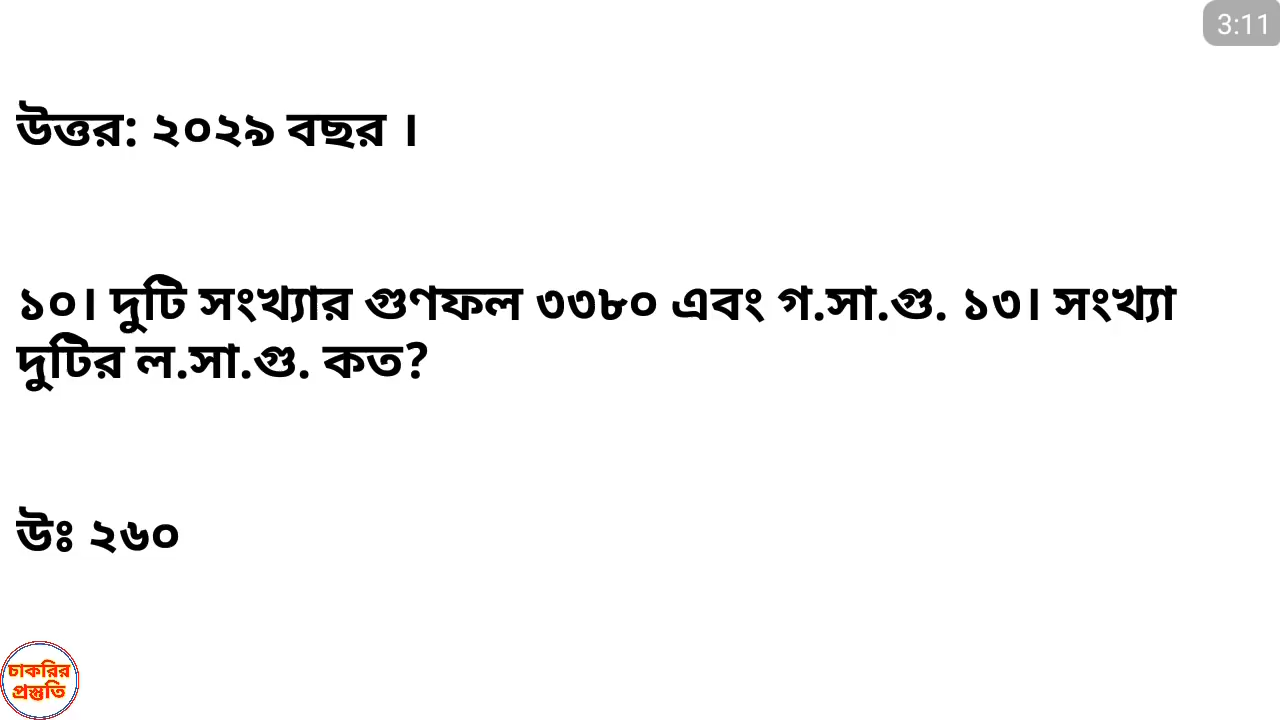 3:11
উত্তর: ২০২৯ বছর ।
১০। দুটি সংখ্যার গুণফল ৩৩৮০ এবং গ.সা.গু. ১৩। সংখ্যা
দুটির ল.সা.গু. কত?
উঃ ২৬০
চাকরির
প্রস্তুতি